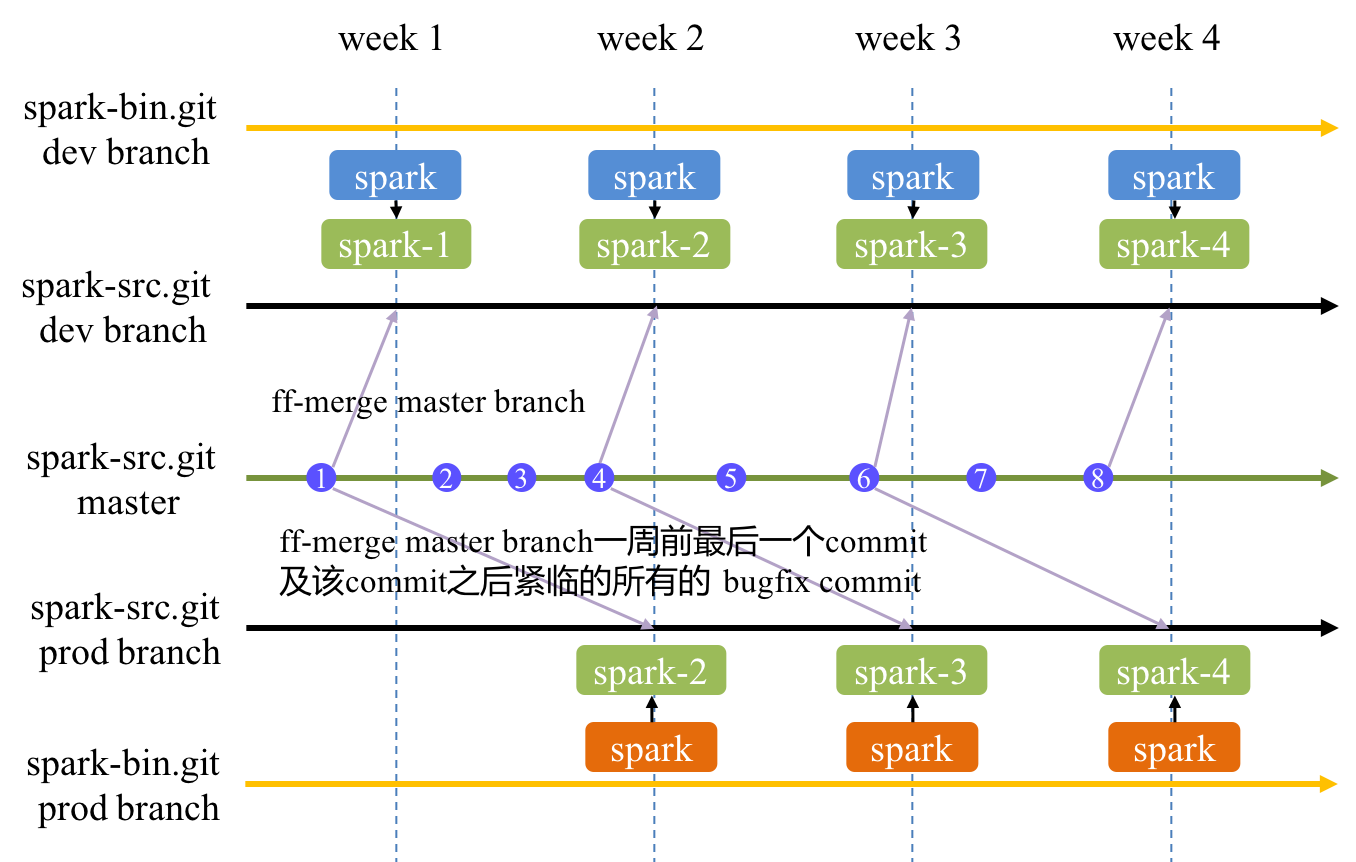 week 1
week 2
week 3
week 4
spark-bin.git
dev branch
spark
spark
spark
spark
spark-1
spark-2
spark-3
spark-4
spark-src.git
dev branch
ff-merge master branch
spark-src.git
master
1
2
3
4
5
6
7
8
ff-merge master branch一周前最后一个commit
及该commit之后紧临的所有的 bugfix commit
spark-src.git
prod branch
spark-2
spark-3
spark-4
spark
spark
spark
spark-bin.git
prod branch